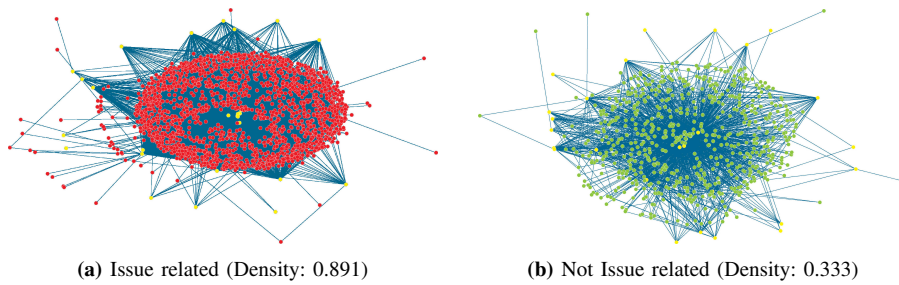 (a) Issue related (Density: 0.891)
(b) Not Issue related (Density: 0.333)